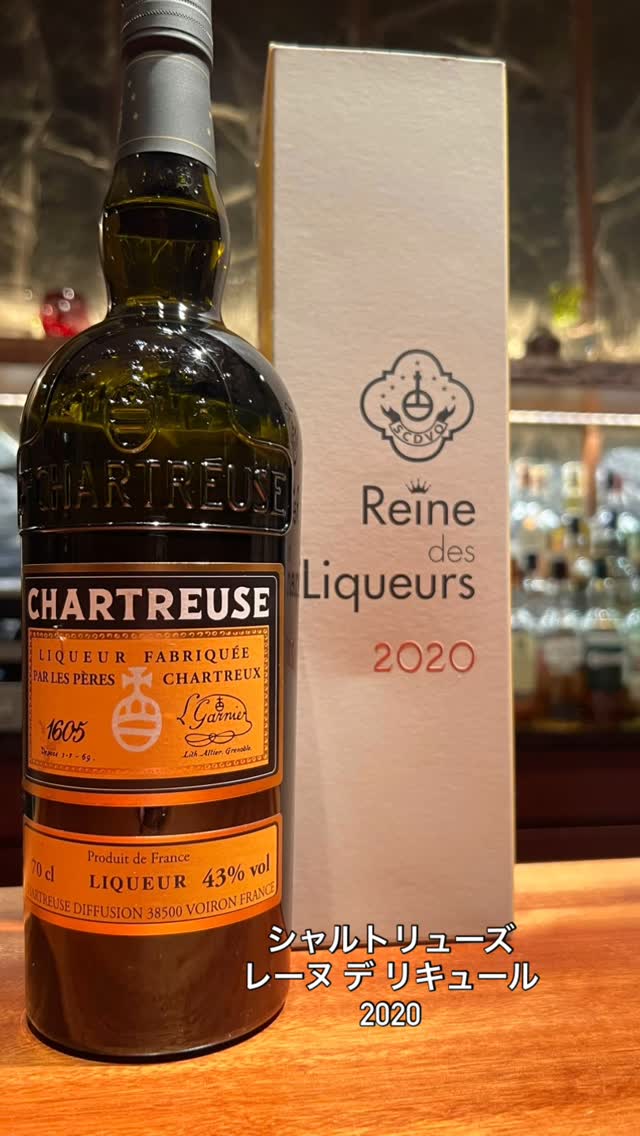 CHARTREUSE
CHARTREUSE
LIQUEUR FABRIQUÉE
PAR LES PÈRES CHARTREUX
1605
L. Garnier
Lith. Allier. Grenoble.
Produit de France
70 cl LIQUEUR 43% vol
CHARTREUSE DIFFUSION 38500 VOIRON FRANCE
SCDVO
Reine
des
Liqueurs
2020
シャルトリューズ
レーヌ デ リキュール
2020